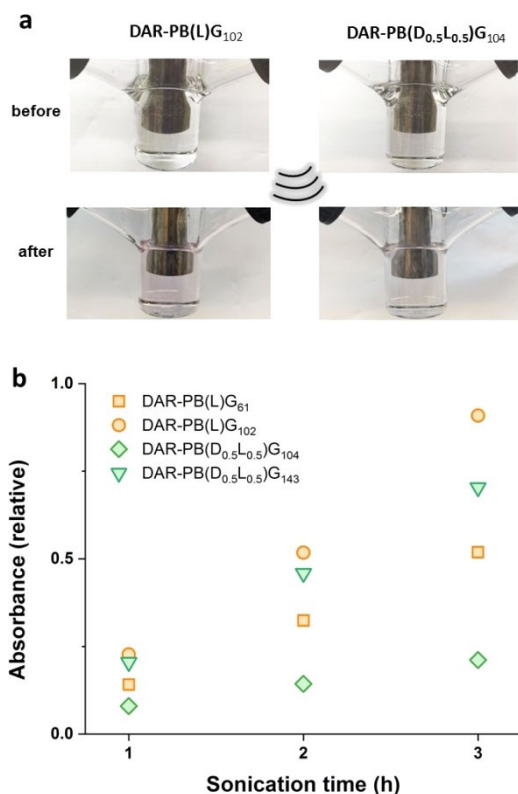 a
DAR-PB(L)G₁₀₂ DAR-PB(D₀.₅L₀.₅)G₁₀₄
before
after
b
1.0
DAR-PB(L)G₆₁
DAR-PB(L)G₁₀₂
DAR-PB(D₀.₅L₀.₅)G₁₀₄
DAR-PB(D₀.₅L₀.₅)G₁₄₃
0.5
0.0
Absorbance (relative)
1 2 3
Sonication time (h)